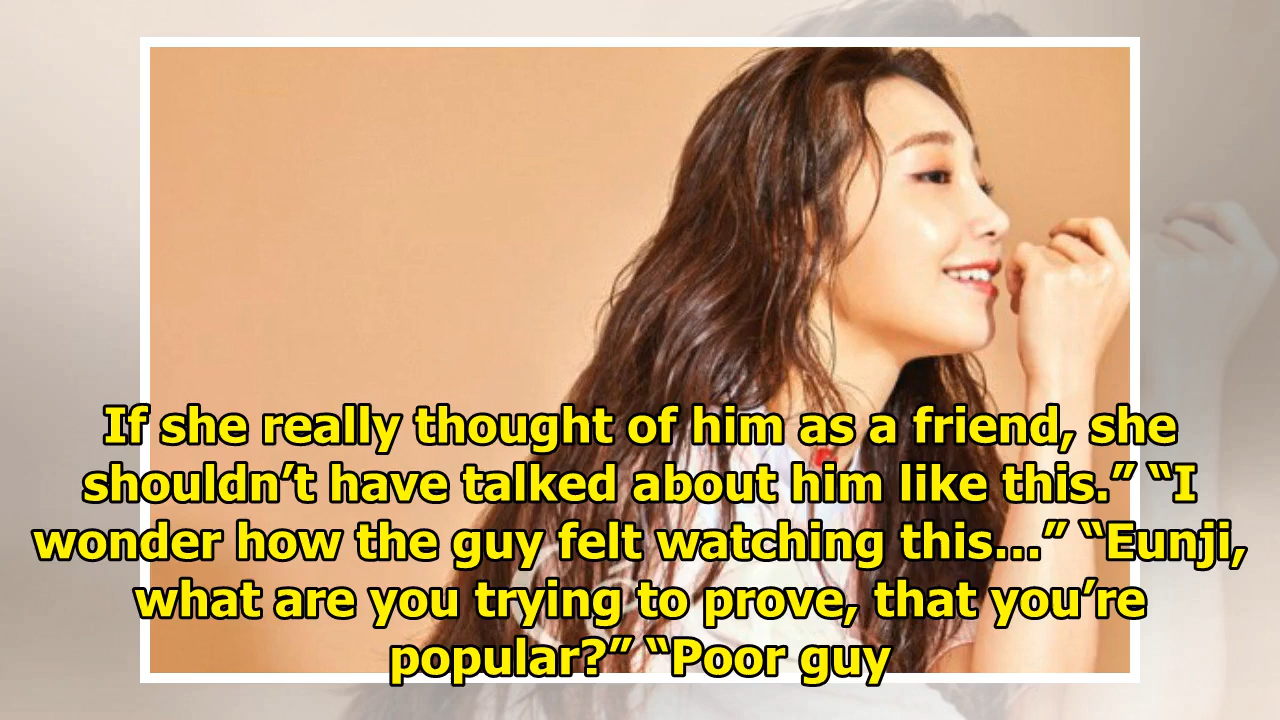 If she really thought of him as a friend, she
shouldn’t have talked about him like this.” “I
wonder how the guy felt watching this...” “Eunji,
what are you trying to prove, that you’re
popular?” “Poor guy